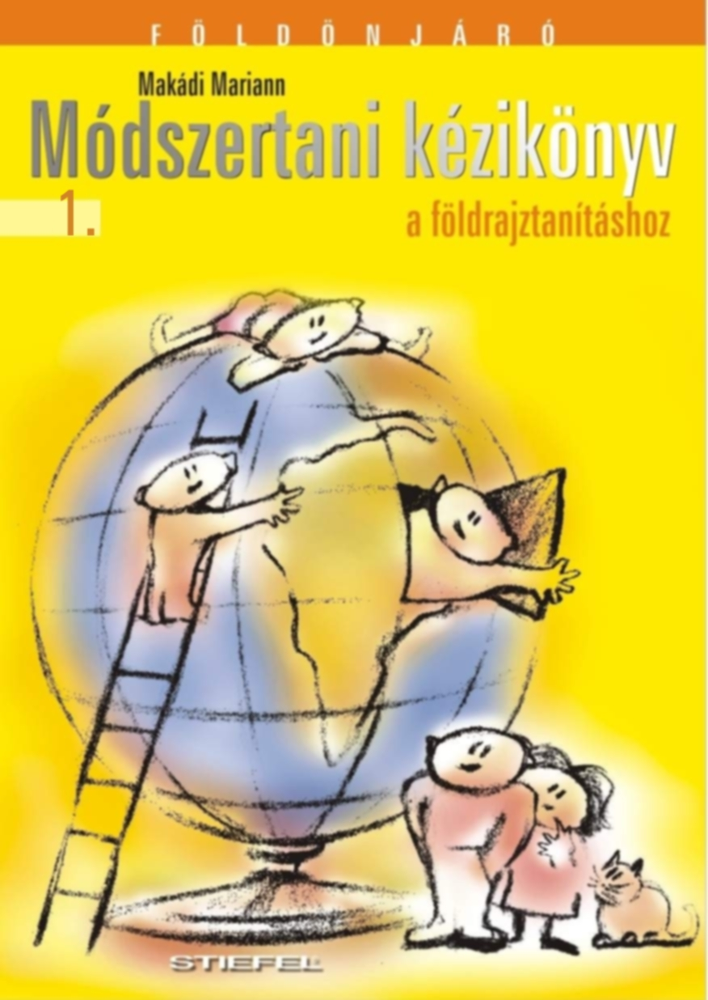 FÖLDÖNJÁRÓ
Makádi Mariann
Módszertani kézikönyv
1.
a földrajztanításhoz
STIEFEL